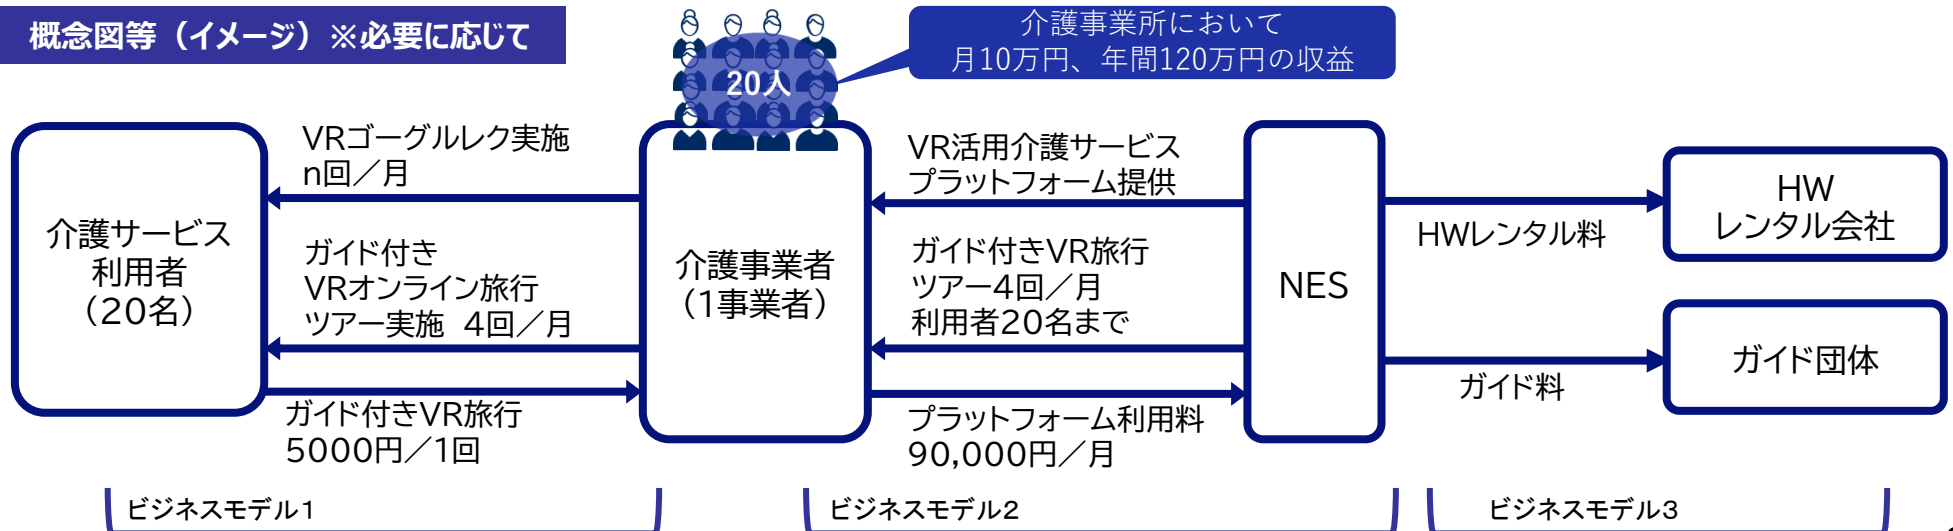 概念図等（イメージ）※必要に応じて
20人
介護事業所において
月10万円、年間120万円の収益
介護サービス
利用者
（20名）
VRゴーグルレク実施
n回／月
ガイド付き
VRオンライン旅行
ツアー実施 4回／月
ガイド付きVR旅行
5000円／1回
介護事業者
（1事業者）
VR活用介護サービス
プラットフォーム提供
ガイド付きVR旅行
ツアー4回／月
利用者20名まで
プラットフォーム利用料
90,000円／月
NES
HWレンタル料
ガイド料
HW
レンタル会社
ガイド団体
ビジネスモデル1
ビジネスモデル2
ビジネスモデル3